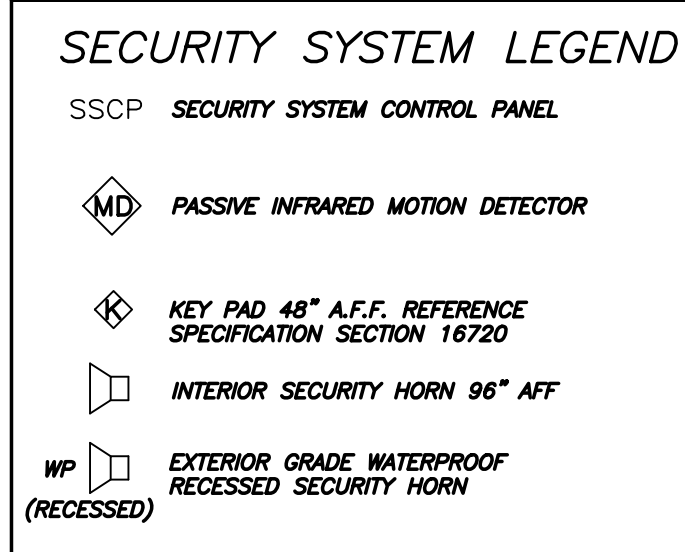 SECURITY SYSTEM LEGEND
SSCP SECURITY SYSTEM CONTROL PANEL
MD PASSIVE INFRARED MOTION DETECTOR
K KEY PAD 48" A.F.F. REFERENCE
SPECIFICATION SECTION 16720
INTERIOR SECURITY HORN 96" AFF
WP EXTERIOR GRADE WATERPROOF
RECESSED SECURITY HORN
(RECESSED)